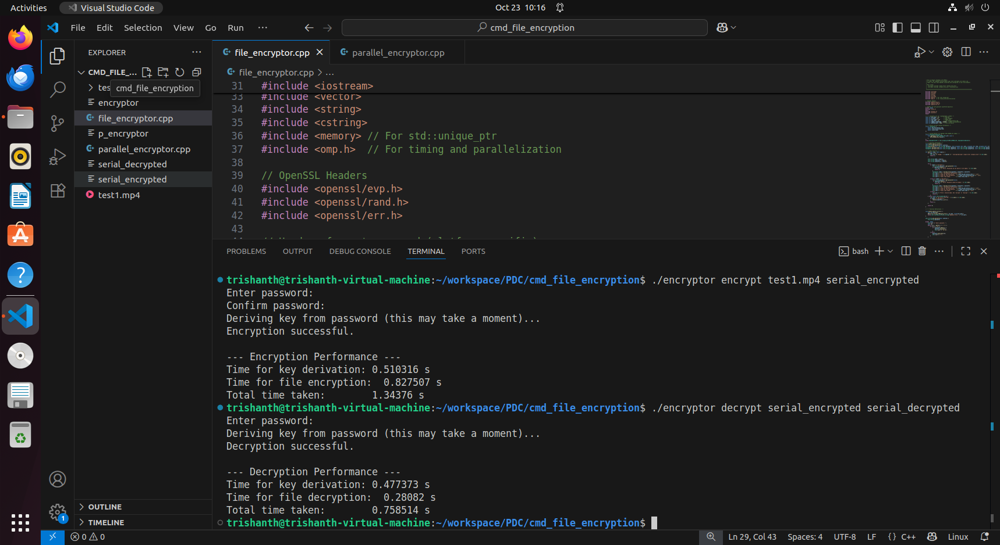 Activities
Visual Studio Code
Oct 23 10:16
File Edit Selection View Go Run ···
cmd_file_encryption
EXPLORER
CMD_FILE_...
tes
cmd_file_encryption
encryptor
file_encryptor.cpp
p_encryptor
parallel_encryptor.cpp
serial_decrypted
serial_encrypted
test1.mp4
OUTLINE
TIMELINE
file_encryptor.cpp
parallel_encryptor.cpp
file_encryptor.cpp > ...
31 #include <iostream>
33 #include <vector>
34 #include <string>
35 #include <cstring>
36 #include <memory> // For std::unique_ptr
37 #include <omp.h>  // For timing and parallelization
38
39 // OpenSSL Headers
40 #include <openssl/evp.h>
41 #include <openssl/rand.h>
42 #include <openssl/err.h>
43
PROBLEMS OUTPUT DEBUG CONSOLE TERMINAL PORTS
bash
trishanth@trishanth-virtual-machine:~/workspace/PDC/cmd_file_encryption$ ./encryptor encrypt test1.mp4 serial_encrypted
Enter password:
Confirm password:
Deriving key from password (this may take a moment)...
Encryption successful.
--- Encryption Performance ---
Time for key derivation: 0.510316 s
Time for file encryption:  0.827507 s
Total time taken:        1.34376 s
trishanth@trishanth-virtual-machine:~/workspace/PDC/cmd_file_encryption$ ./encryptor decrypt serial_encrypted serial_decrypted
Enter password:
Deriving key from password (this may take a moment)...
Decryption successful.
--- Decryption Performance ---
Time for key derivation: 0.477373 s
Time for file decryption:  0.28082 s
Total time taken:        0.758514 s
trishanth@trishanth-virtual-machine:~/workspace/PDC/cmd_file_encryption$
1
0 0
Ln 29, Col 43 Spaces: 4 UTF-8 LF {} C++ Linux